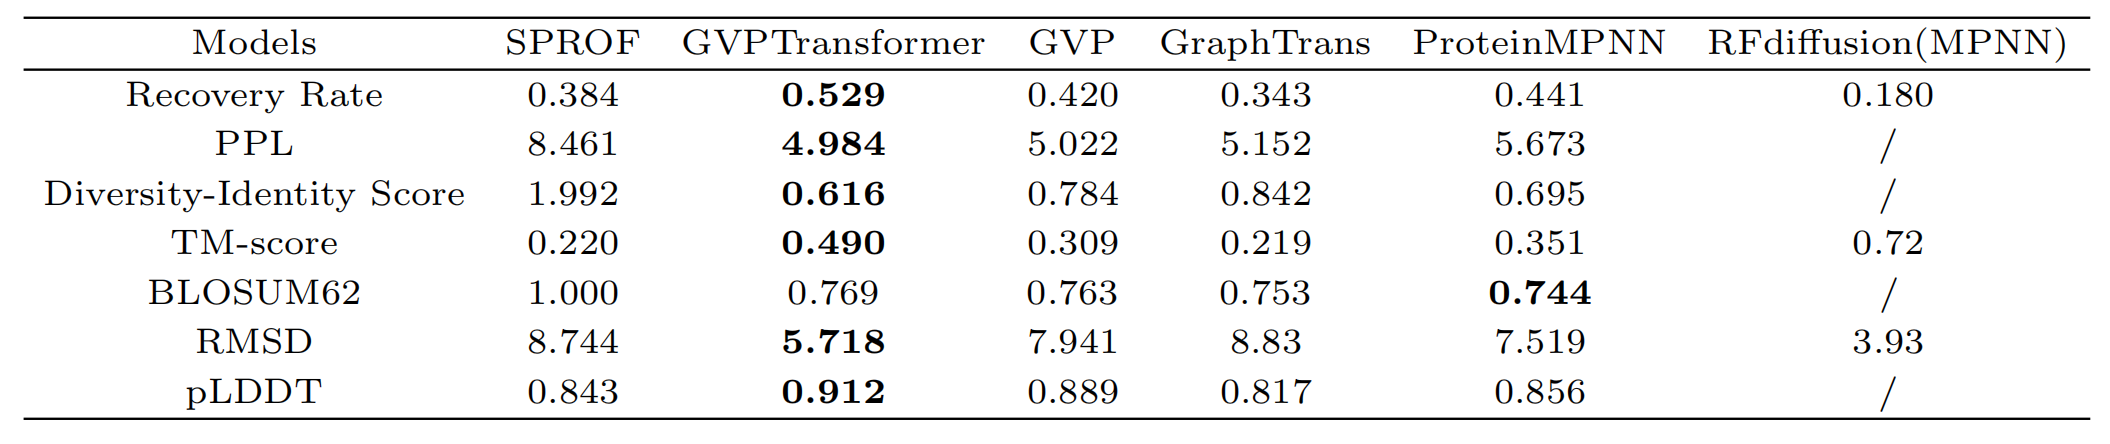 Models SPROF GVPTransformer GVP GraphTrans ProteinMPNN RFdiffusion(MPNN)
Recovery Rate 0.384 0.529 0.420 0.343 0.441 0.180
PPL 8.461 4.984 5.022 5.152 5.673 /
Diversity-Identity Score 1.992 0.616 0.784 0.842 0.695 /
TM-score 0.220 0.490 0.309 0.219 0.351 0.72
BLOSUM62 1.000 0.769 0.763 0.753 0.744 /
RMSD 8.744 5.718 7.941 8.83 7.519 3.93
pLDDT 0.843 0.912 0.889 0.817 0.856 /